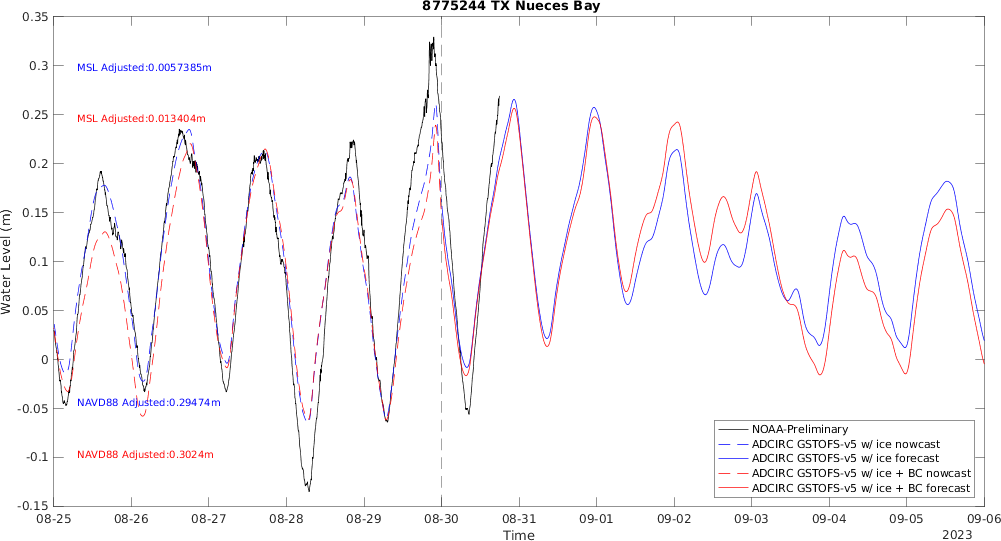 8775244 TX Nueces Bay
0.35
0.3
0.25
0.2
0.15
0.1
0.05
0
-0.05
-0.1
-0.15
Water Level (m)
MSL Adjusted:0.0057385m
MSL Adjusted:0.013404m
NAVD88 Adjusted:0.29474m
NAVD88 Adjusted:0.3024m
NOAA-Preliminary
ADCIRC GSTOFS-v5 w/ ice nowcast
ADCIRC GSTOFS-v5 w/ ice forecast
ADCIRC GSTOFS-v5 w/ ice + BC nowcast
ADCIRC GSTOFS-v5 w/ ice + BC forecast
08-25 08-26 08-27 08-28 08-29 08-30 08-31 09-01 09-02 09-03 09-04 09-05 09-06
Time
2023